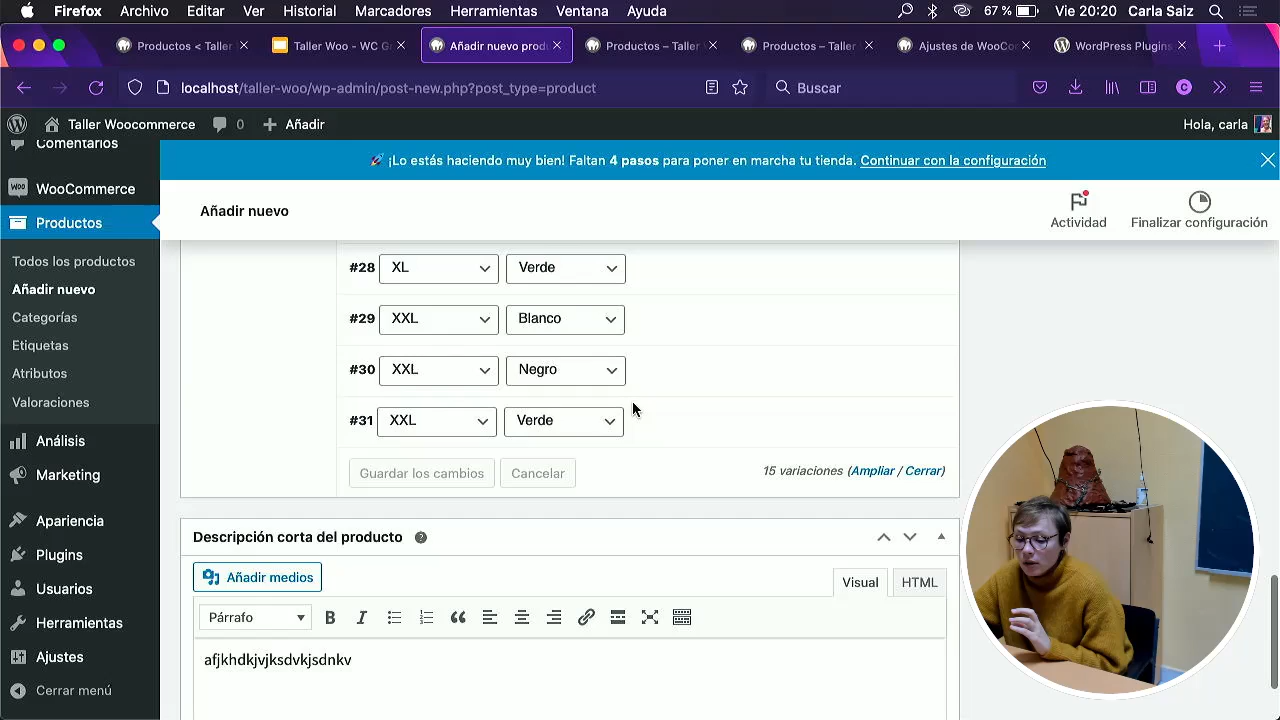 Firefox Archivo Editar Ver Historial Marcadores Herramientas Ventana Ayuda 67 % Vie 20:20 Carla Saiz
Productos < Taller
Taller Woo - WC G
Añadir nuevo prod
Productos – Taller
Productos – Taller
Ajustes de WooCo
WordPress Plugins
localhost/taller-woo/wp-admin/post-new.php?post_type=product
Buscar
Taller Woocommerce 0 Añadir Hola, carla
Comentarios
WooCommerce
Productos
Todos los productos
Añadir nuevo
Categorías
Etiquetas
Atributos
Valoraciones
Análisis
Marketing
Apariencia
Plugins
Usuarios
Herramientas
Ajustes
Cerrar menú
¡Lo estás haciendo muy bien! Faltan 4 pasos para poner en marcha tu tienda. Continuar con la configuración
Añadir nuevo
Actividad
Finalizar configuración
#28 XL Verde
#29 XXL Blanco
#30 XXL Negro
#31 XXL Verde
Guardar los cambios Cancelar 15 variaciones (Ampliar / Cerrar)
Descripción corta del producto
Añadir medios
Visual HTML
Párrafo B I
afjkhdkjvjksdvkjsdnkv